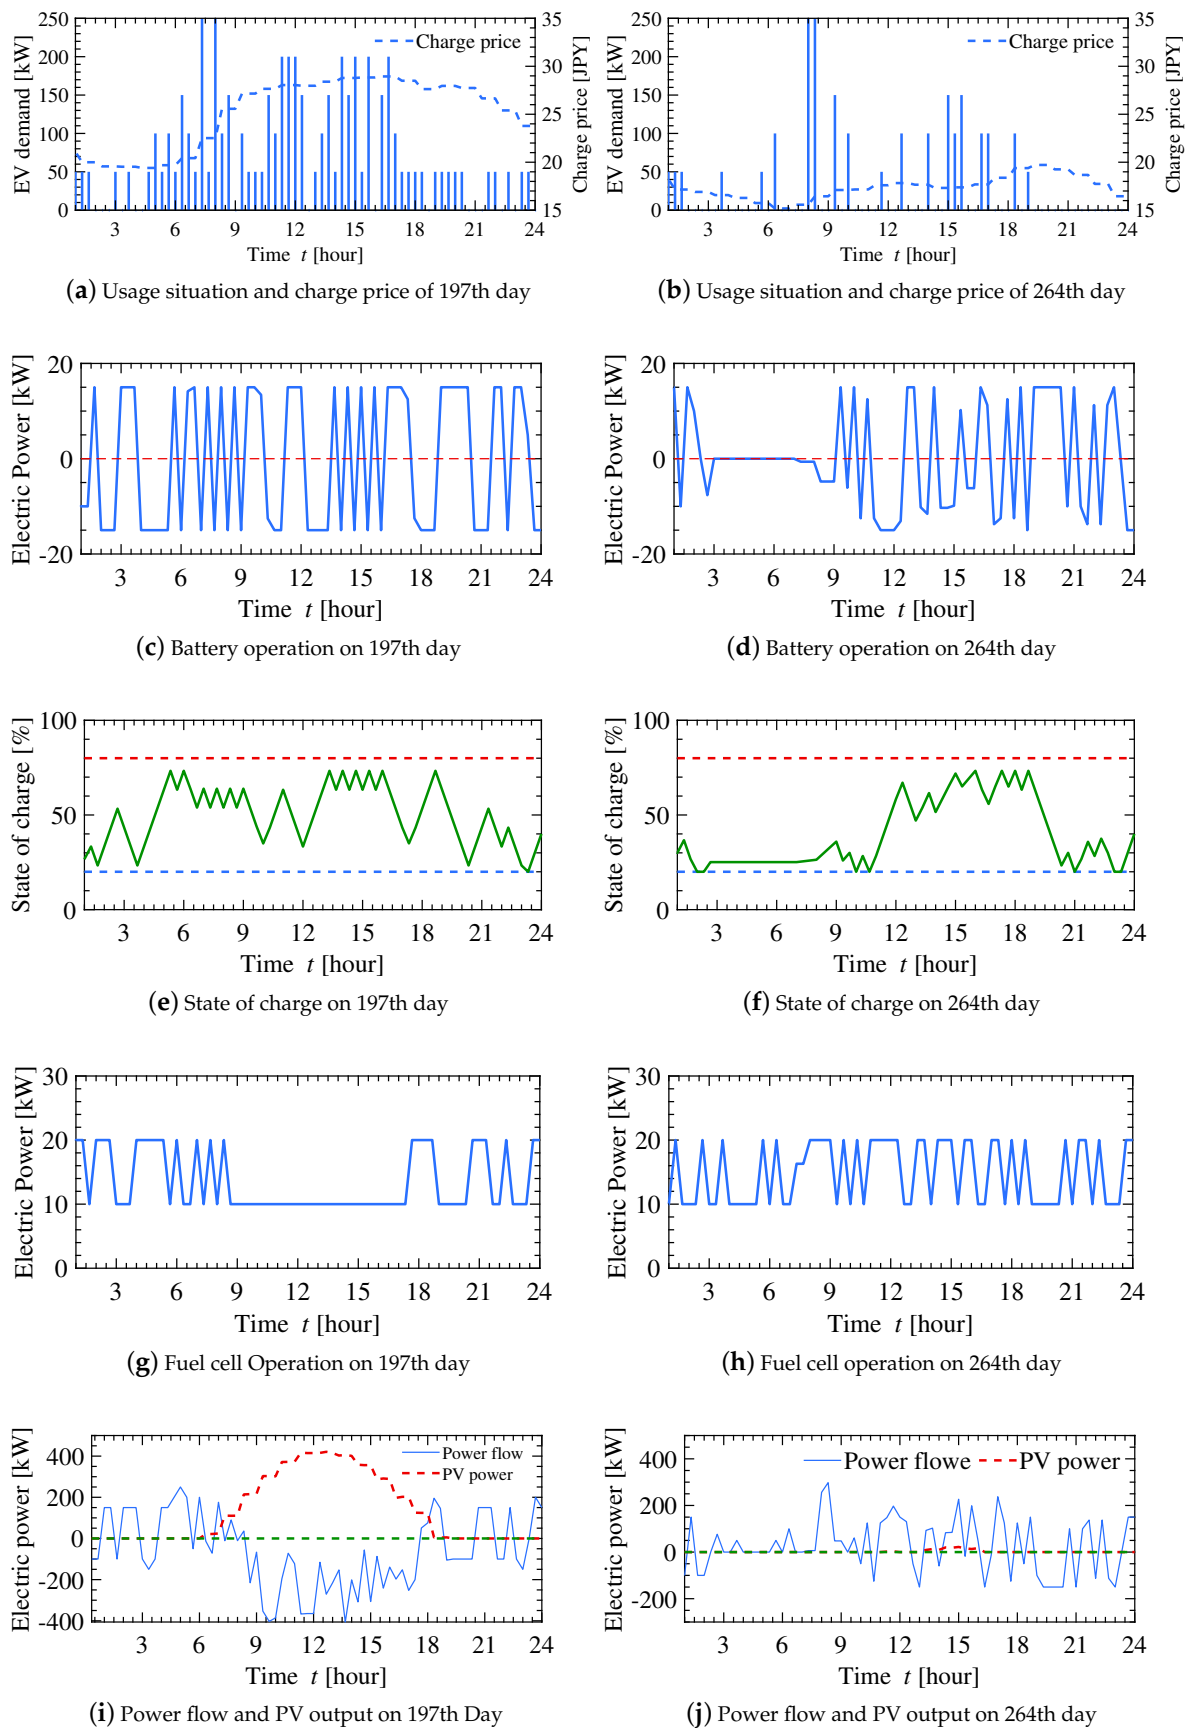 250
200
150
100
50
0
EV demand [kW]
35
30
25
20
15
Charge price [JPY]
Charge price
3 6 9 12 15 18 21 24
Time t [hour]
(a) Usage situation and charge price of 197th day
250
200
150
100
50
0
EV demand [kW]
35
30
25
20
15
Charge price [JPY]
Charge price
3 6 9 12 15 18 21 24
Time t [hour]
(b) Usage situation and charge price of 264th day
20
0
-20
Electric Power [kW]
3 6 9 12 15 18 21 24
Time t [hour]
(c) Battery operation on 197th day
20
0
-20
Electric Power [kW]
3 6 9 12 15 18 21 24
Time t [hour]
(d) Battery operation on 264th day
100
50
0
State of charge [%]
3 6 9 12 15 18 21 24
Time t [hour]
(e) State of charge on 197th day
100
50
0
State of charge [%]
3 6 9 12 15 18 21 24
Time t [hour]
(f) State of charge on 264th day
30
20
10
0
Electric Power [kW]
3 6 9 12 15 18 21 24
Time t [hour]
(g) Fuel cell Operation on 197th day
30
20
10
0
Electric Power [kW]
3 6 9 12 15 18 21 24
Time t [hour]
(h) Fuel cell operation on 264th day
400
200
0
-200
-400
Electric power [kW]
Power flow
PV power
3 6 9 12 15 18 21 24
Time t [hour]
(i) Power flow and PV output on 197th Day
400
200
0
-200
Electric power [kW]
Power flowe PV power
3 6 9 12 15 18 21 24
Time t [hour]
(j) Power flow and PV output on 264th day